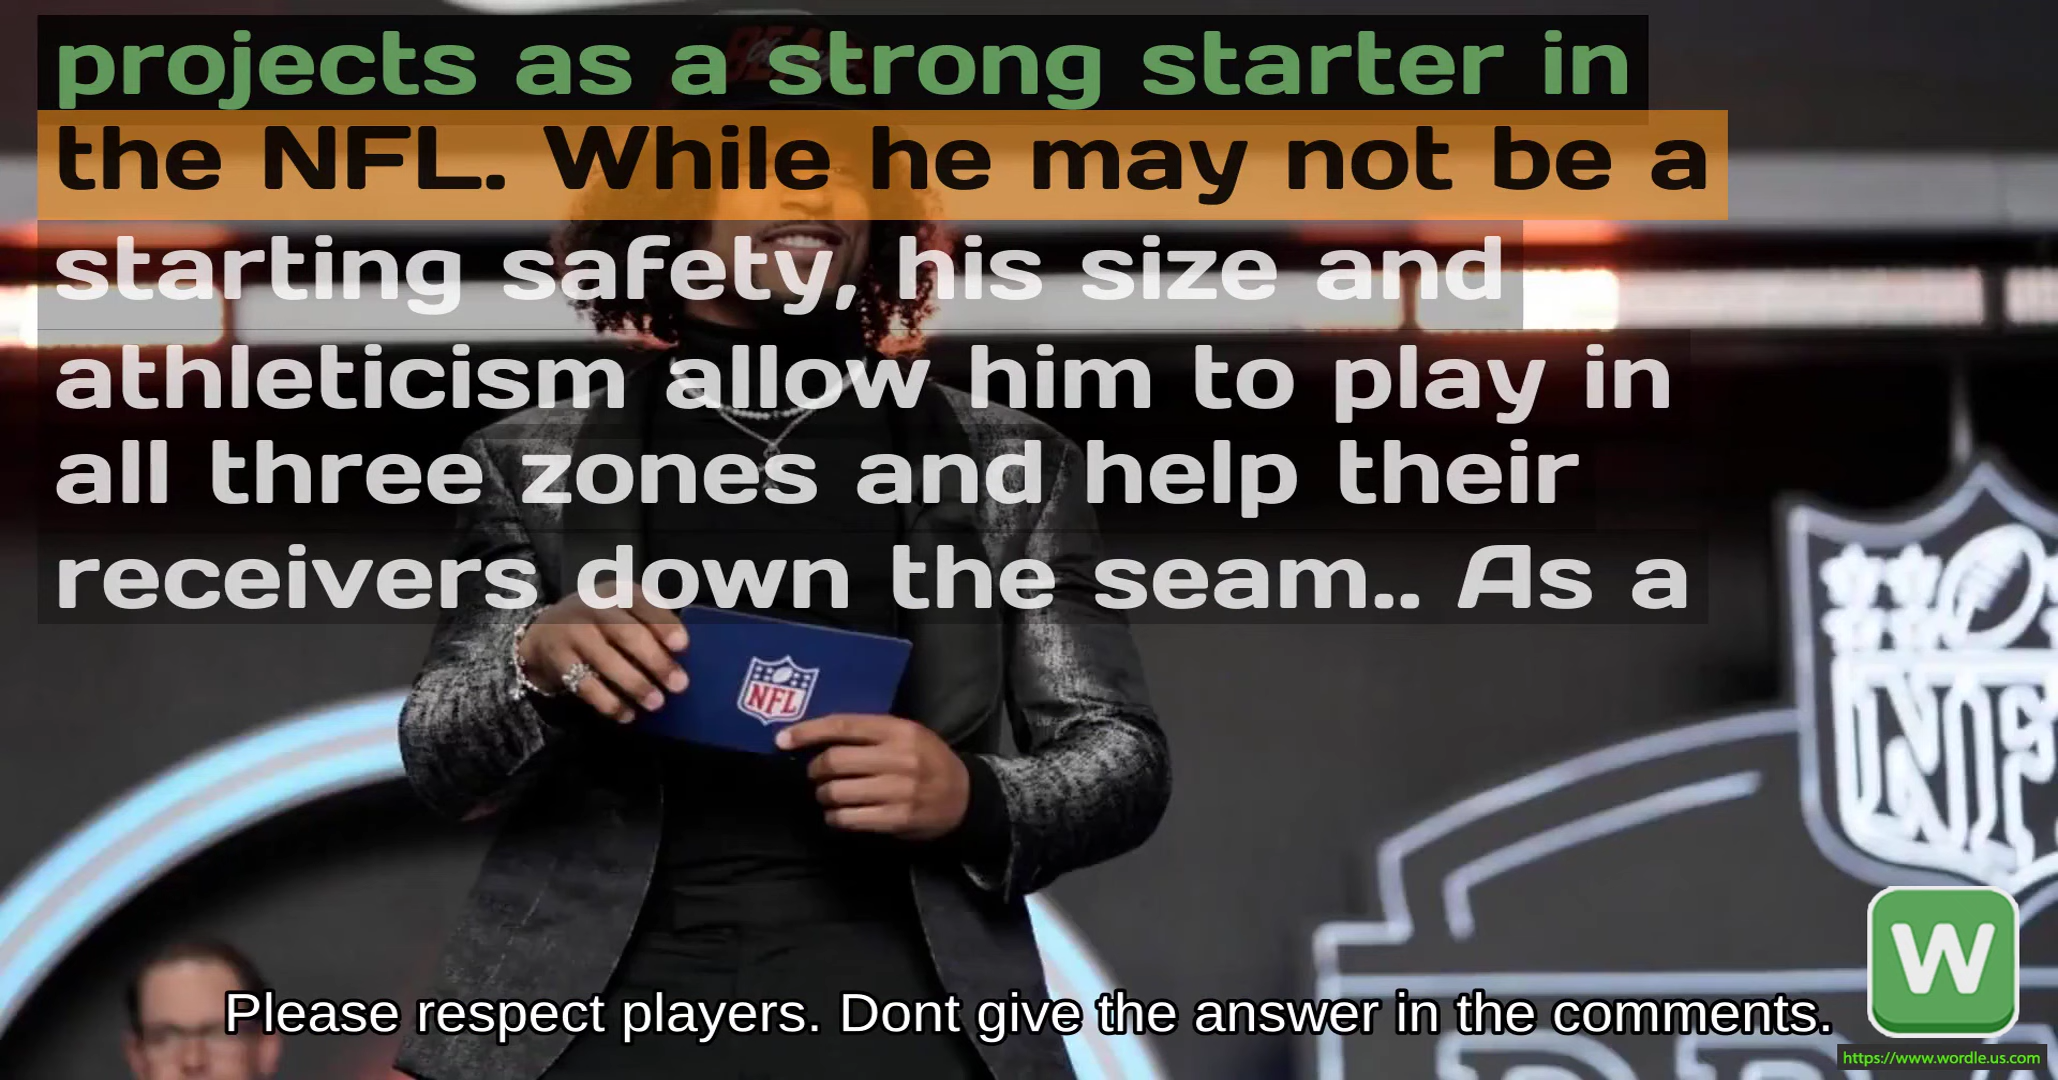 projects as a strong starter in
the NFL. While he may not be a
starting safety, his size and
athleticism allow him to play in
all three zones and help their
receivers down the seam.. As a
NFL
W
Please respect players. Dont give the answer in the comments.
https://www.wordle.us.com